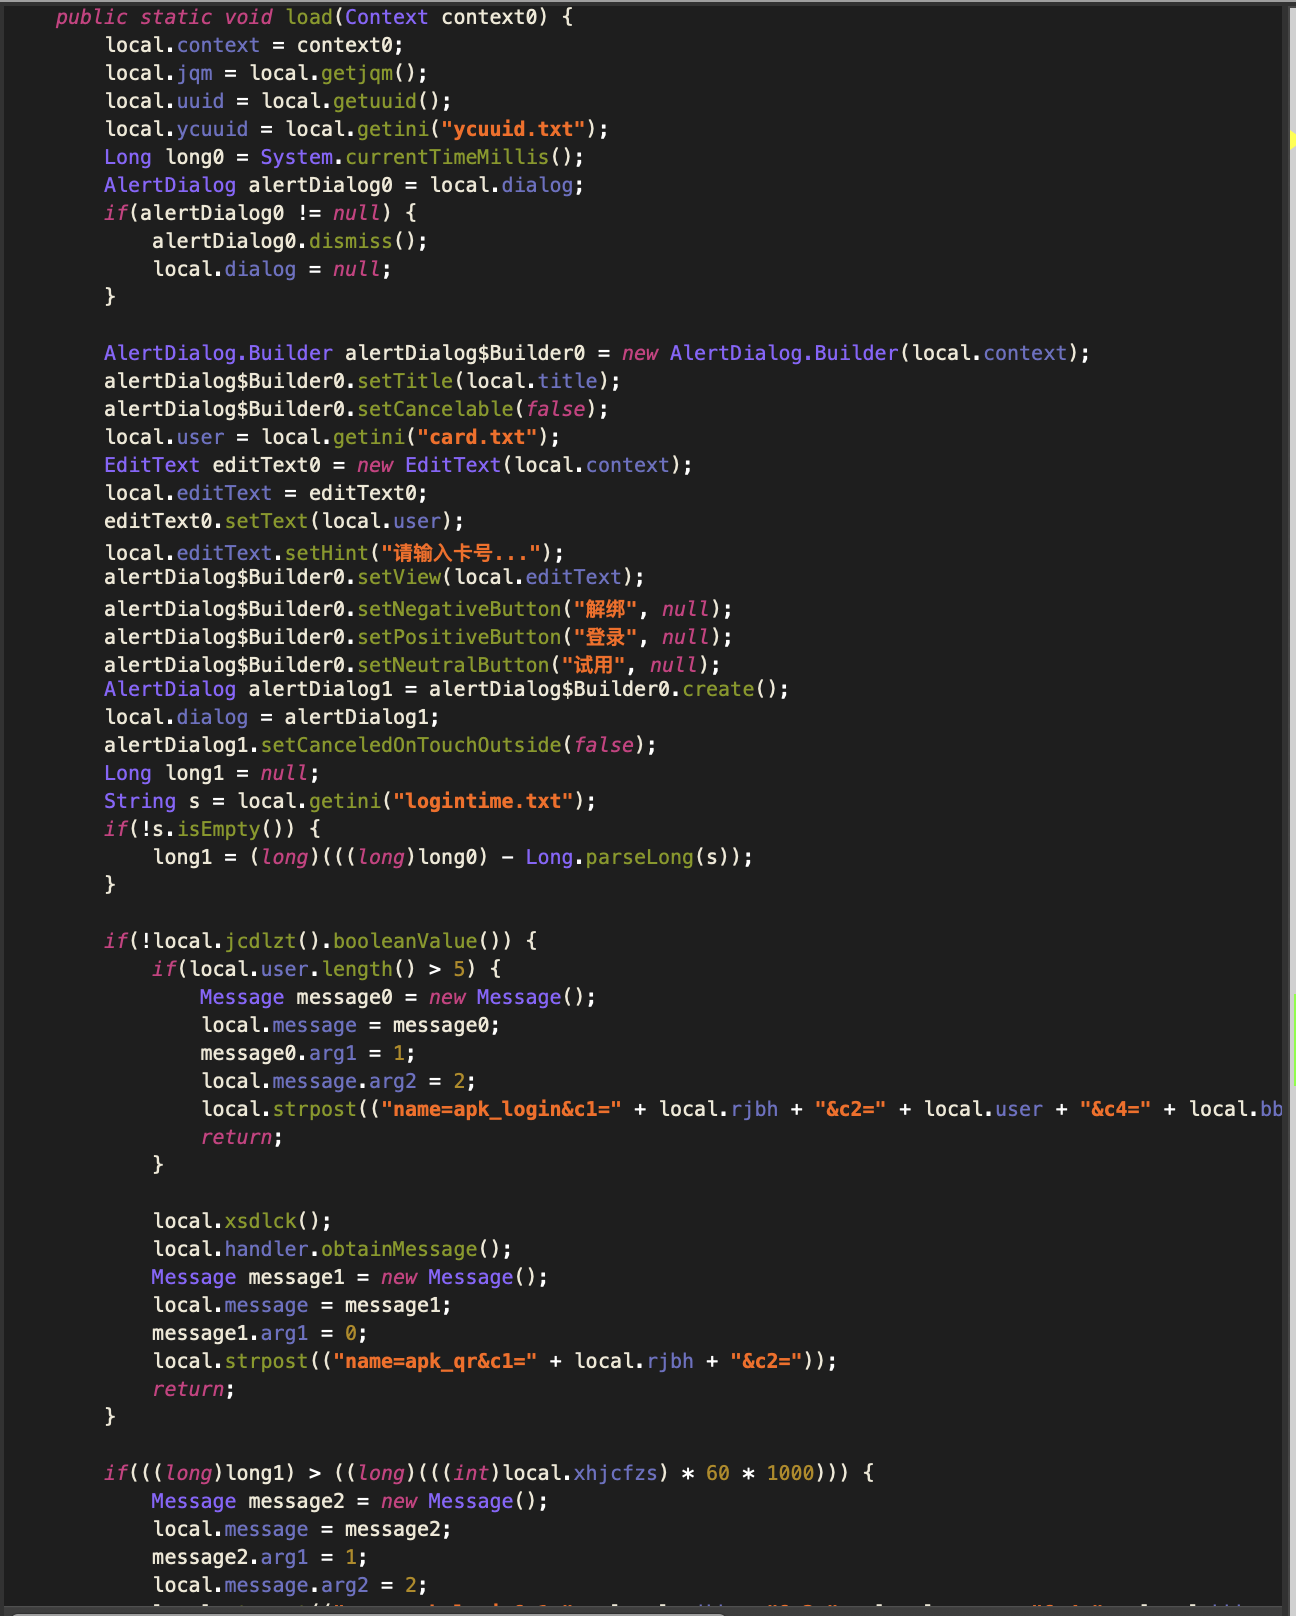 public static void load(Context context0) {
local.context = context0;
local.jqm = local.getjqm();
local.uuid = local.getuuid();
local.ycuuid = local.getini("ycuuid.txt");
Long long0 = System.currentTimeMillis();
AlertDialog alertDialog0 = local.dialog;
if(alertDialog0 != null) {
alertDialog0.dismiss();
local.dialog = null;
}
AlertDialog.Builder alertDialog$Builder0 = new AlertDialog.Builder(local.context);
alertDialog$Builder0.setTitle(local.title);
alertDialog$Builder0.setCancelable(false);
local.user = local.getini("card.txt");
EditText editText0 = new EditText(local.context);
local.editText = editText0;
editText0.setText(local.user);
local.editText.setHint("请输入卡号...");
alertDialog$Builder0.setView(local.editText);
alertDialog$Builder0.setNegativeButton("解绑", null);
alertDialog$Builder0.setPositiveButton("登录", null);
alertDialog$Builder0.setNeutralButton("试用", null);
AlertDialog alertDialog1 = alertDialog$Builder0.create();
local.dialog = alertDialog1;
alertDialog1.setCanceledOnTouchOutside(false);
Long long1 = null;
String s = local.getini("logintime.txt");
if(!s.isEmpty()) {
long1 = (long)(((long)long0) - Long.parseLong(s));
}
if(!local.jcdlzt().booleanValue()) {
if(local.user.length() > 5) {
Message message0 = new Message();
local.message = message0;
message0.arg1 = 1;
local.message.arg2 = 2;
local.strpost(("name=apk_login&c1=" + local.rjbh + "&c2=" + local.user + "&c4=" + local.bb
return;
}
local.xsdlck();
local.handler.obtainMessage();
Message message1 = new Message();
local.message = message1;
message1.arg1 = 0;
local.strpost(("name=apk_qr&c1=" + local.rjbh + "&c2="));
return;
}
if(((long)long1) > ((long)(((int)local.xhjcfzs) * 60 * 1000))) {
Message message2 = new Message();
local.message = message2;
message2.arg1 = 1;
local.message.arg2 = 2;